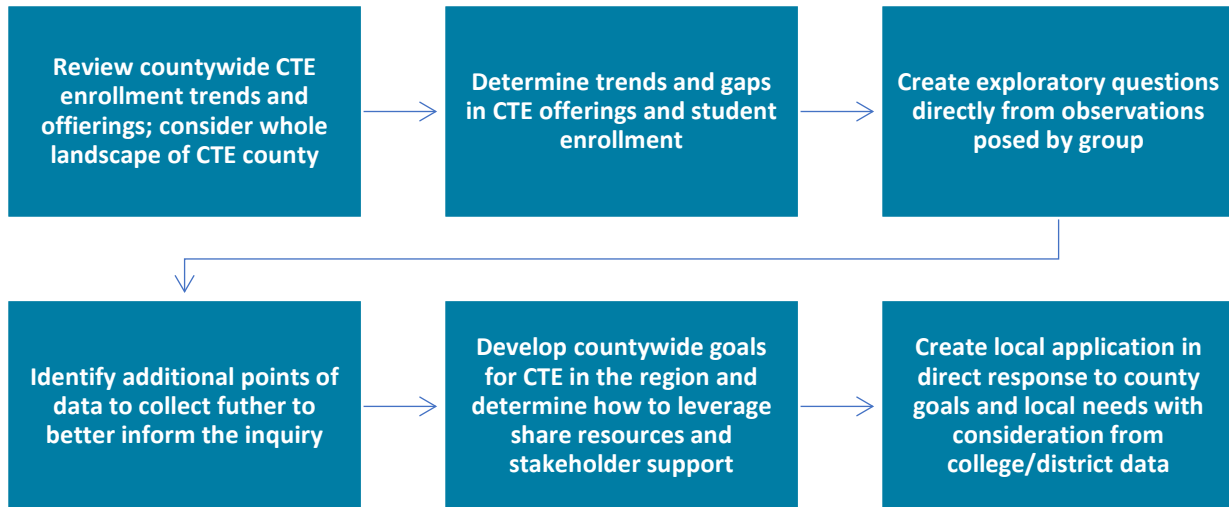 Review countywide CTE
enrollment trends and
offierings; consider whole
landscape of CTE county
Determine trends and gaps
in CTE offerings and student
enrollment
Create exploratory questions
directly from observations
posed by group
Identify additional points of
data to collect futher to
better inform the inquiry
Develop countywide goals
for CTE in the region and
determine how to leverage
share resources and
stakeholder support
Create local application in
direct response to county
goals and local needs with
consideration from
college/district data